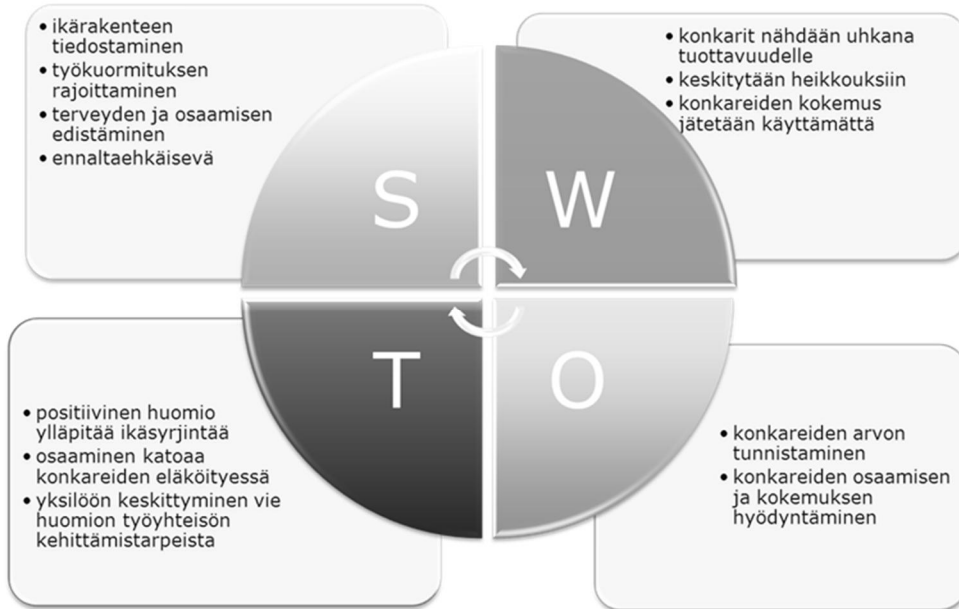 • ikärakenteen
tiedostaminen
• työkuormituksen
rajoittaminen
• terveyden ja osaamisen
edistäminen
• ennaltaehkäisevä
• konkarit nähdään uhkana
tuottavuudelle
• keskitytään heikkouksiin
• konkareiden kokemus
jätetään käyttämättä
S
W
T
O
• positiivinen huomio
ylläpitää ikäsyrjintää
• osaaminen katoaa
konkareiden eläköityessä
• yksilöön keskittyminen vie
huomion työyhteisön
kehittämistarpeista
• konkareiden arvon
tunnistaminen
• konkareiden osaamisen
ja kokemuksen
hyödyntäminen